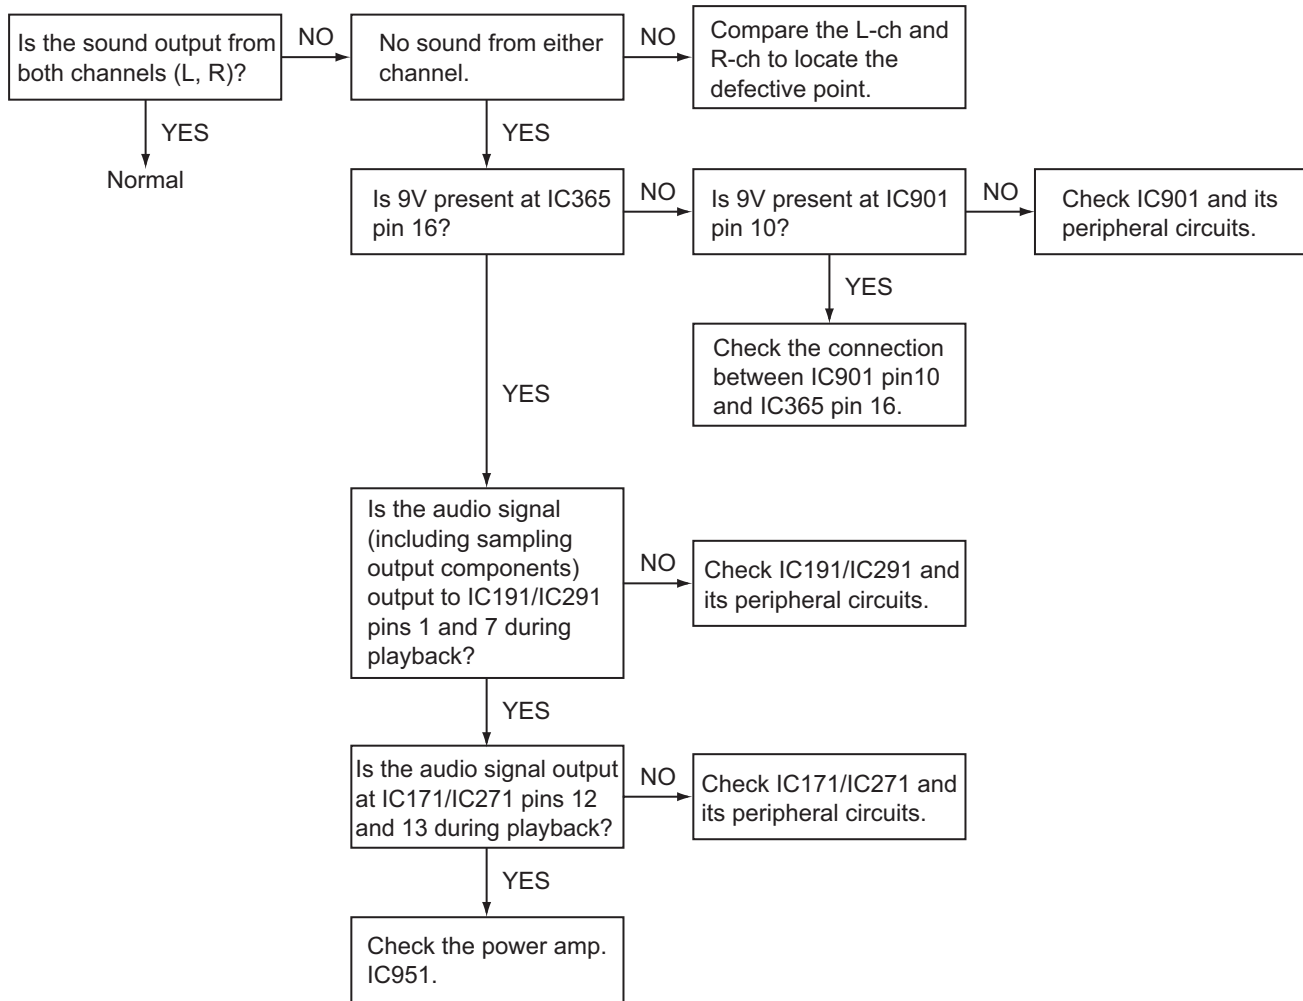 Is the sound output from
both channels (L, R)?
NO
No sound from either
channel.
NO
Compare the L-ch and
R-ch to locate the
defective point.
YES
Normal
YES
Is 9V present at IC365
pin 16?
NO
Is 9V present at IC901
pin 10?
NO
Check IC901 and its
peripheral circuits.
YES
Check the connection
between IC901 pin10
and IC365 pin 16.
YES
Is the audio signal
(including sampling
output components)
output to IC191/IC291
pins 1 and 7 during
playback?
NO
Check IC191/IC291 and
its peripheral circuits.
YES
Is the audio signal output
at IC171/IC271 pins 12
and 13 during playback?
NO
Check IC171/IC271 and
its peripheral circuits.
YES
Check the power amp.
IC951.